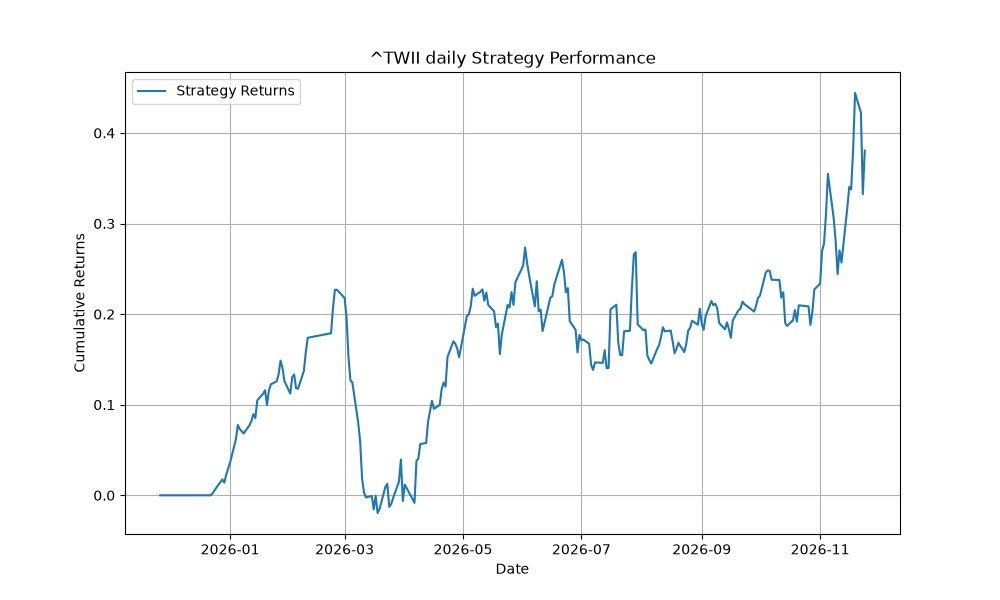 ^TWII daily Strategy Performance
Strategy Returns
Cumulative Returns
0.4
0.3
0.2
0.1
0.0
2026-01
2026-03
2026-05
2026-07
2026-09
2026-11
Date